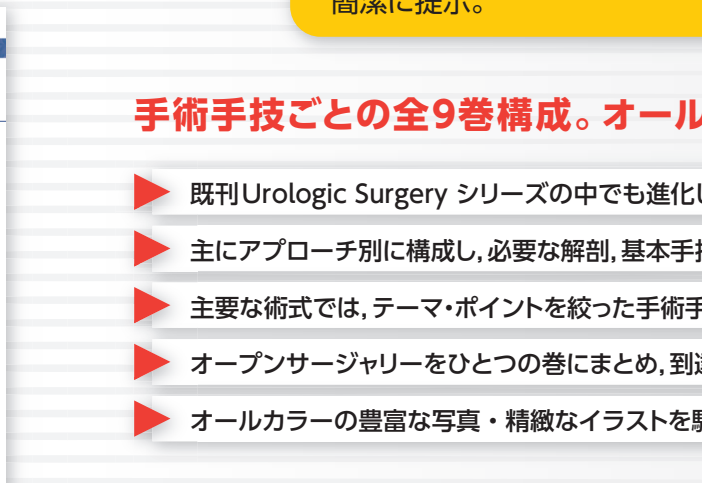 簡潔に提示。
手術手技ごとの全9巻構成。オール
既刊Urologic Surgery シリーズの中でも進化
主にアプローチ別に構成し,必要な解剖,基本手
主要な術式では,テーマ・ポイントを絞った手術手
オープンサージャリーをひとつの巻にまとめ,到
オールカラーの豊富な写真・精緻なイラストを